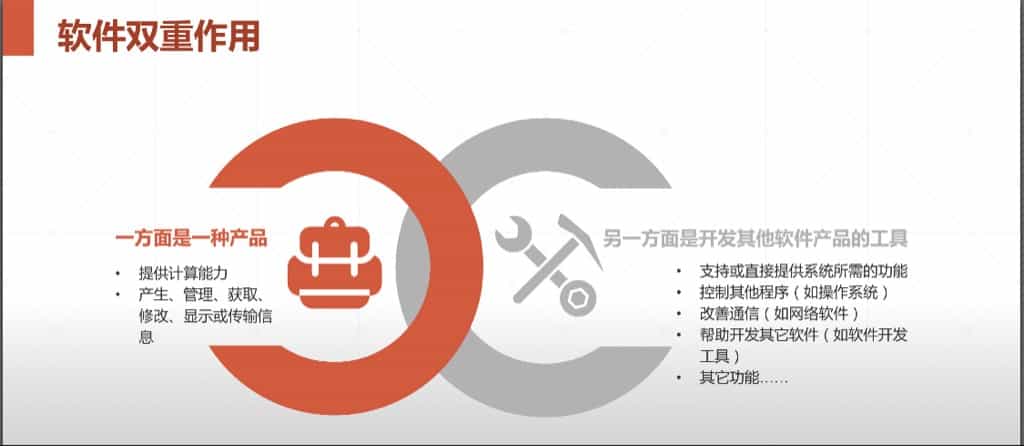 软件双重作用
一方面是一种产品
• 提供计算能力
• 产生、管理、获取、
修改、显示或传输信
息
另一方面是开发其他软件产品的工具
• 支持或直接提供系统所需的功能
• 控制其他程序（如操作系统）
• 改善通信（如网络软件）
• 帮助开发其它软件（如软件开发
工具）
• 其它功能……